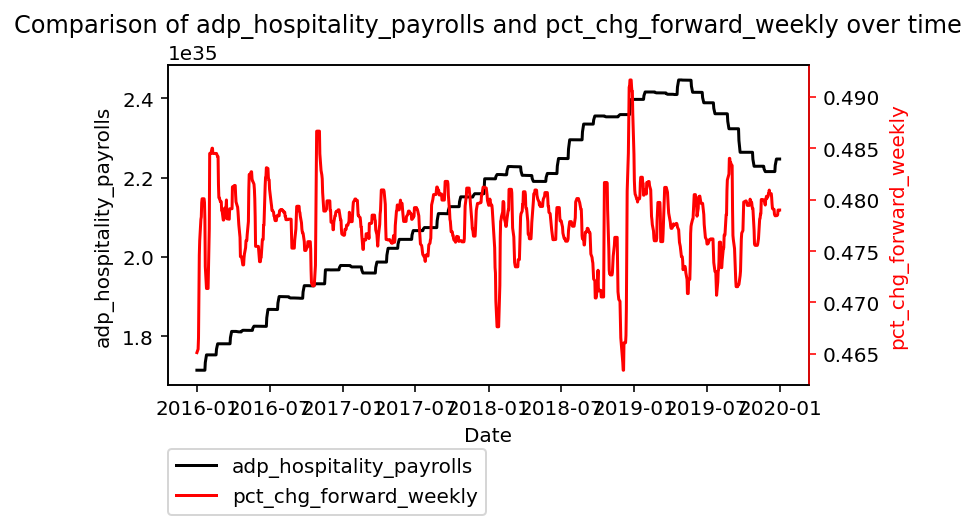 Comparison of adp_hospitality_payrolls and pct_chg_forward_weekly over time
1e35
adp_hospitality_payrolls
2.4
2.2
2.0
1.8
0.490
0.485
0.480
0.475
0.470
0.465
pct_chg_forward_weekly
2016-01 2016-07 2017-01 2017-07 2018-01 2018-07 2019-01 2019-07 2020-01
Date
adp_hospitality_payrolls
pct_chg_forward_weekly